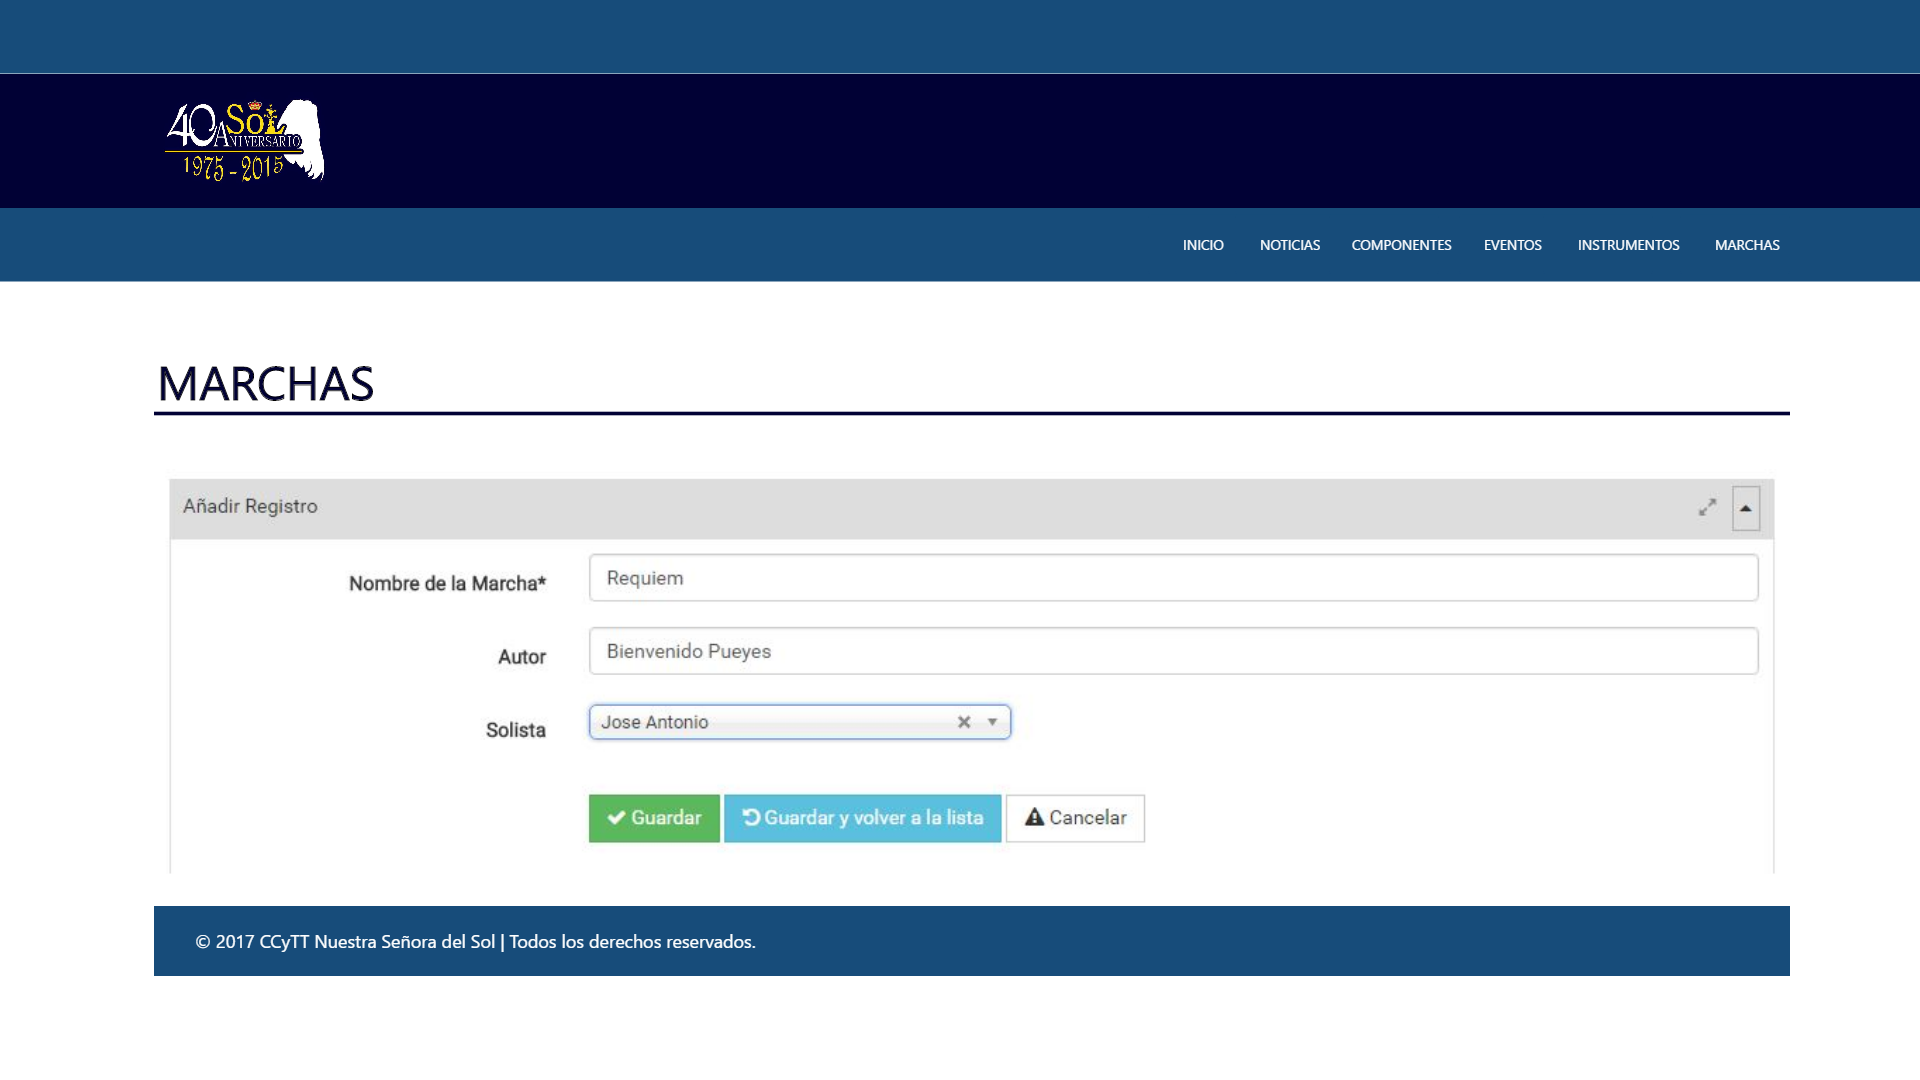 40 Sol
ANIVERSARIO
1975 - 2015
INICIO NOTICIAS COMPONENTES EVENTOS INSTRUMENTOS MARCHAS
MARCHAS
Añadir Registro
Nombre de la Marcha* Requiem
Autor Bienvenido Pueyes
Solista Jose Antonio
Guardar Guardar y volver a la lista Cancelar
© 2017 CCyTT Nuestra Señora del Sol | Todos los derechos reservados.